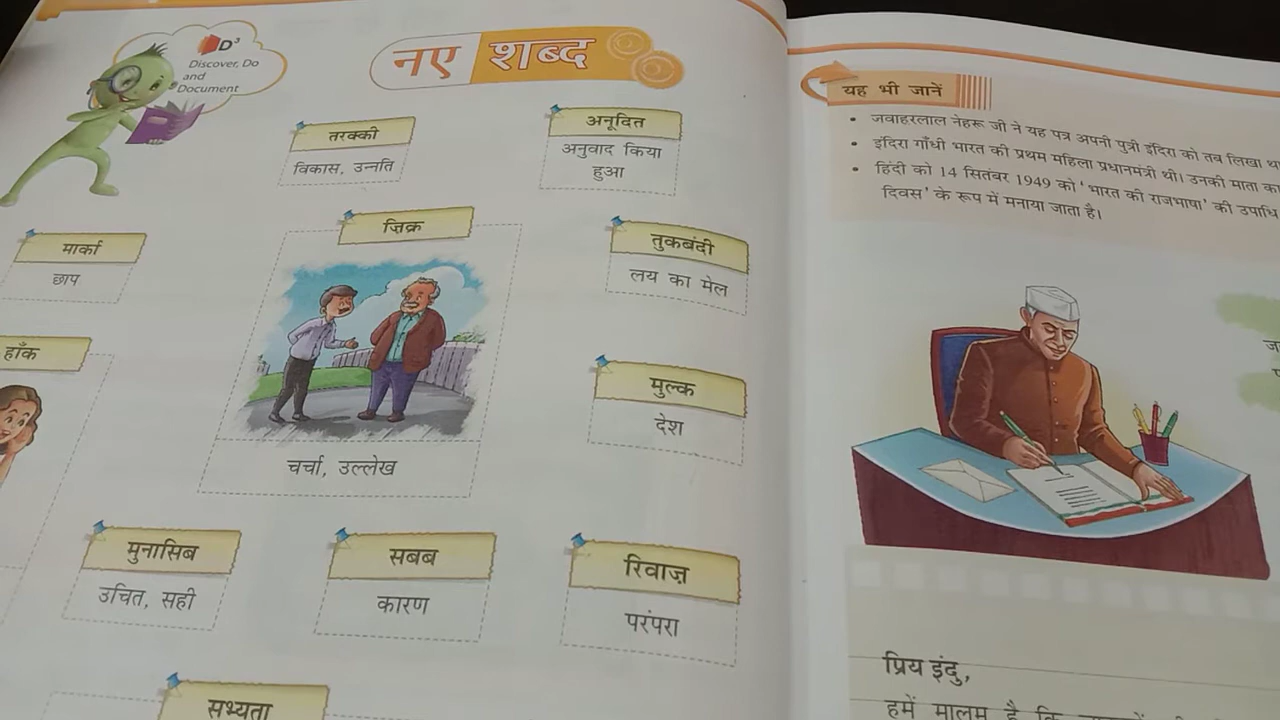 D³
Discover, Do
and
Document
नए शब्द
तरक्की
विकास, उन्नति
अनूदित
अनुवाद किया
हुआ
मार्का
छाप
ज़िक्र
चर्चा, उल्लेख
तुकबंदी
लय का मेल
हाँक
मुल्क
देश
मुनासिब
उचित, सही
सबब
कारण
रिवाज़
परंपरा
सभ्यता
यह भी जानें
• जवाहरलाल नेहरू जी ने यह पत्र अपनी पुत्री इंदिरा को तब लिखा
• इंदिरा गाँधी भारत की प्रथम महिला प्रधानमंत्री थी। उनकी माता का
• हिंदी को 14 सितंबर 1949 को 'भारत की राजभाषा' की उपाधि
दिवस' के रूप में मनाया जाता है।
प्रिय इंदु,
हमें मालूम है कि